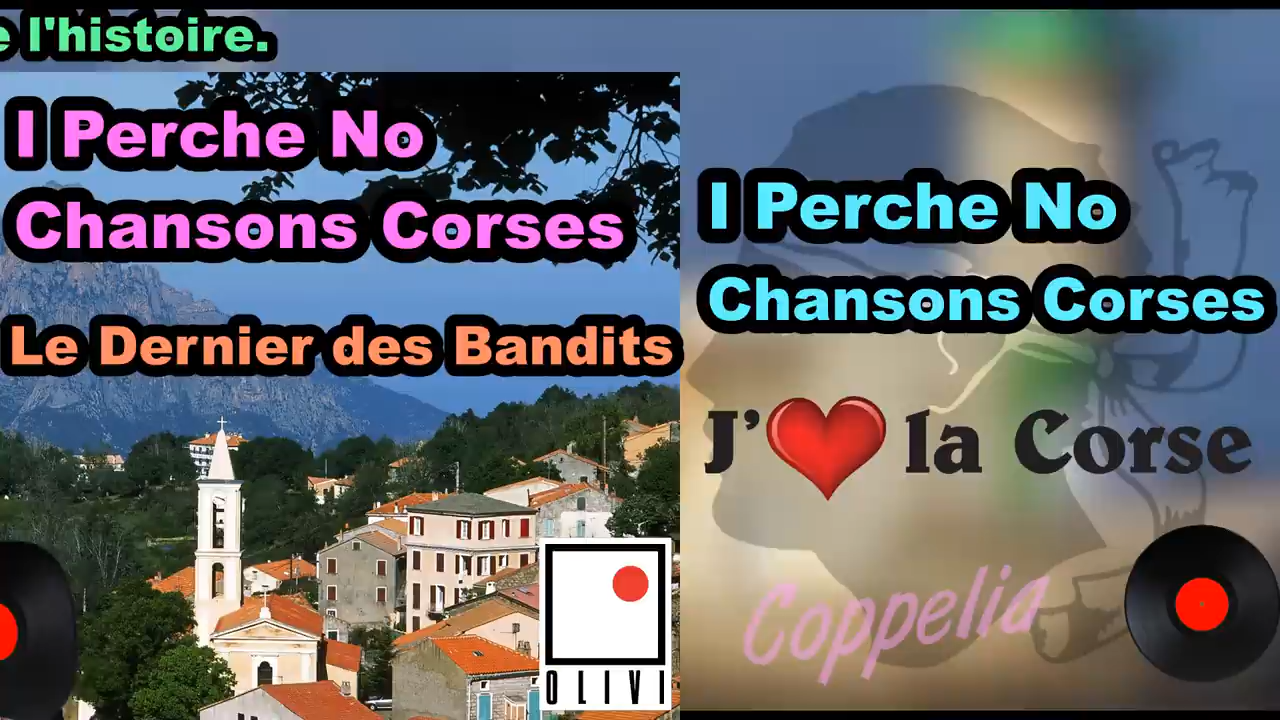 e l'histoire.
I Perche No
Chansons Corses
Le Dernier des Bandits
OLIVI
I Perche No
Chansons Corses
J'❤ la Corse
Coppelia